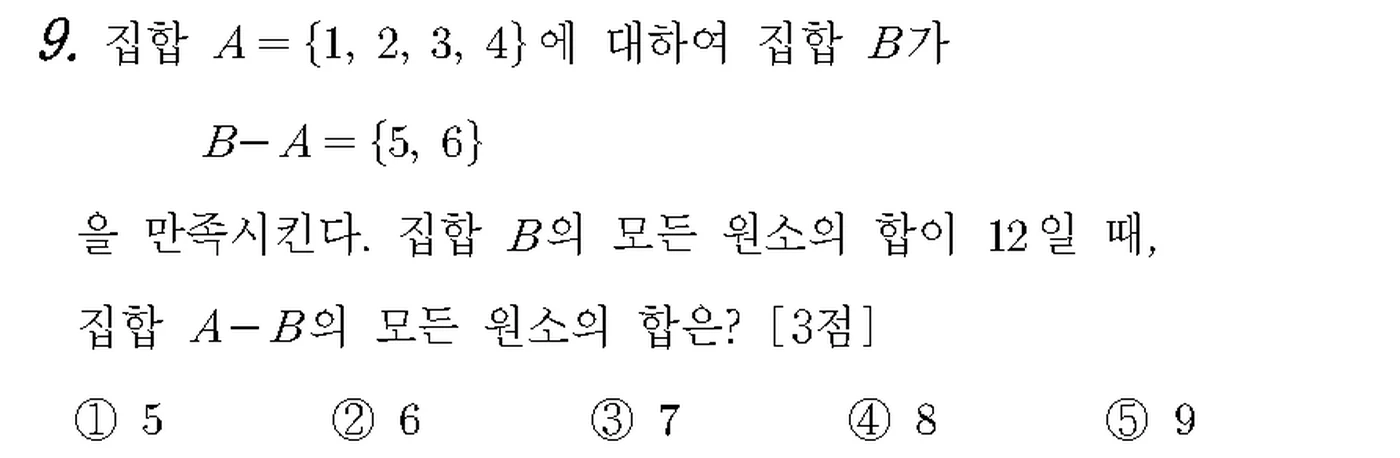 9. 집합 A = {1, 2, 3, 4}에 대하여 집합 B가
B - A = {5, 6}
을 만족시킨다. 집합 B의 모든 원소의 합이 12일 때,
집합 A - B의 모든 원소의 합은? [3점]
① 5 ② 6 ③ 7 ④ 8 ⑤ 9